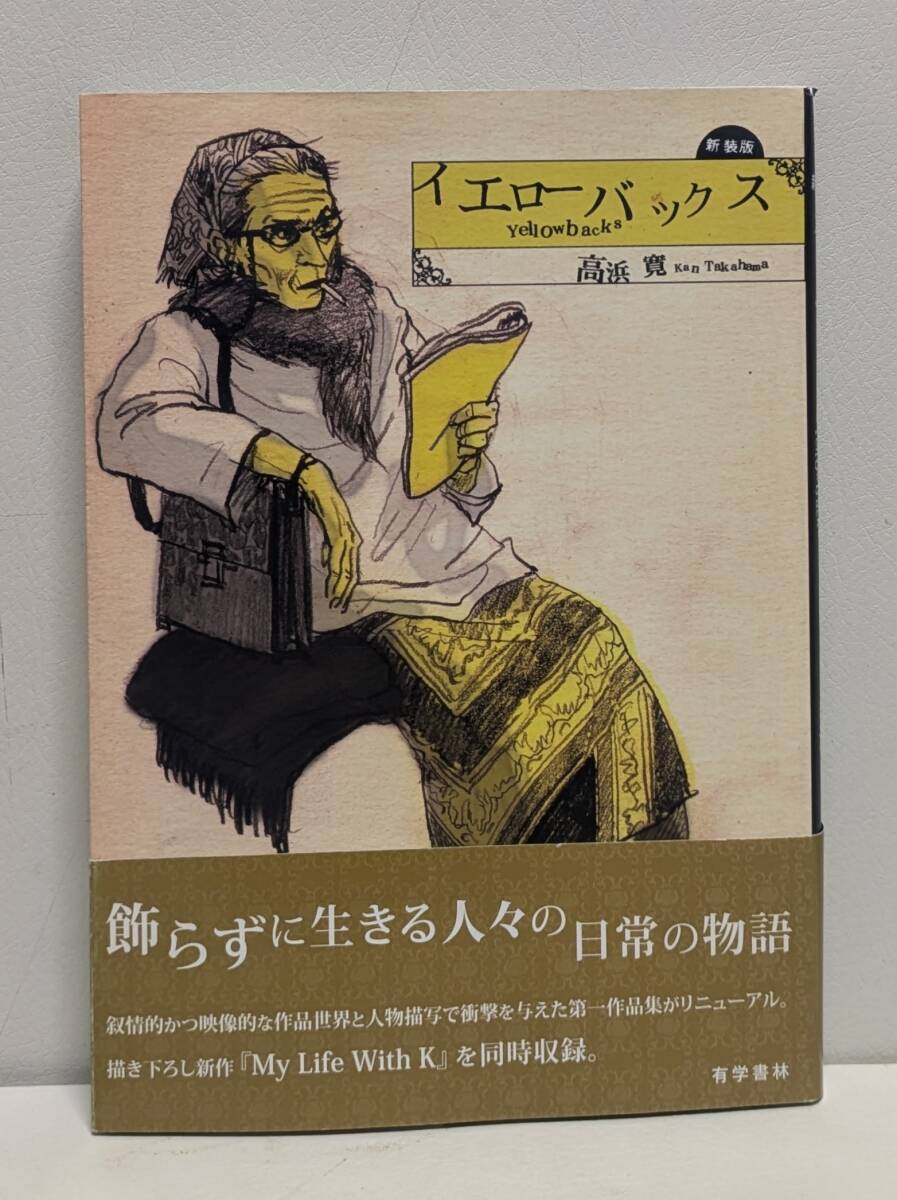 新装版
イエローバックス
Yellowbacks
高浜 寛 Kan Takahama
飾らずに生きる人々の日常の物語
叙情的かつ映像的な作品世界と人物描写で衝撃を与えた第一作品集がリニューアル。
描き下ろし新作『My Life With K』を同時収録。
有学書林